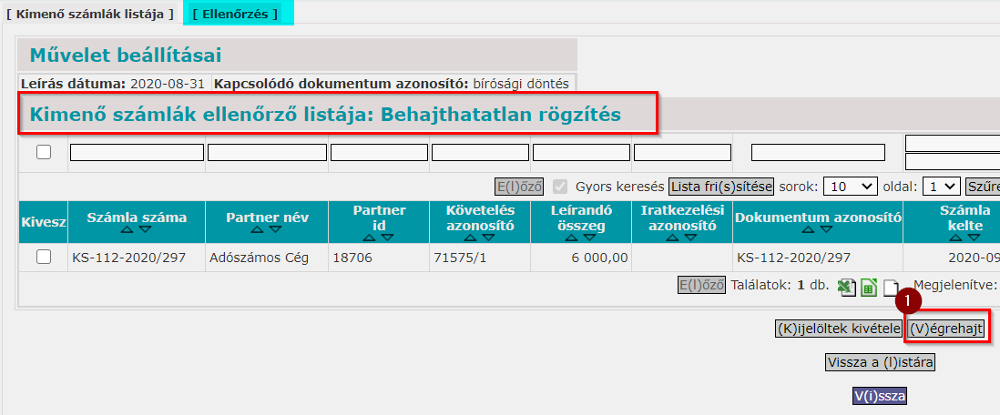 [ Kimenő számlák listája ] [ Ellenőrzés ]
Művelet beállításai
Leírás dátuma: 2020-08-31 Kapcsolódó dokumentum azonosító: bírósági döntés
Kimenő számlák ellenőrző listája: Behajthatatlan rögzítés
E(l)őző Gyors keresés Lista fri(s)sítése sorok: 10 oldal: 1 Szűre
Kivesz Számla száma Partner név Partner id Követelés azonosító Leírandó összeg Iratkezelési azonosító Dokumentum azonosító Számla kelte
KS-112-2020/297 Adószámos Cég 18706 71575/1 6 000,00 KS-112-2020/297 2020-09
E(l)őző Találatok: 1 db. Megjelenítve:
1
(K)ijelöltek kivétele (V)égrehajt
Vissza a (l)istára
V(i)ssza